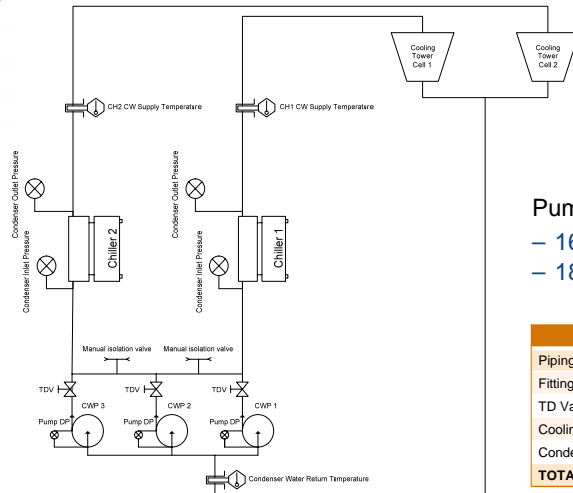 Cooling
Tower
Cell 1
Cooling
Tower
Cell 2
CH2 CW Supply Temperature
CH1 CW Supply Temperature
Condenser Outlet Pressure
Condenser Outlet Pressure
Chiller 2
Chiller 1
Condenser Inlet Pressure
Condenser Inlet Pressure
Manual isolation valve
Manual isolation valve
TDV
TDV
TDV
CWP 3
CWP 2
CWP 1
Pump DP
Pump DP
Pump DP
Condenser Water Return Temperature
Pum
– 16
– 18
Piping
Fitting
TD Va
Coolin
Conde
TOTA